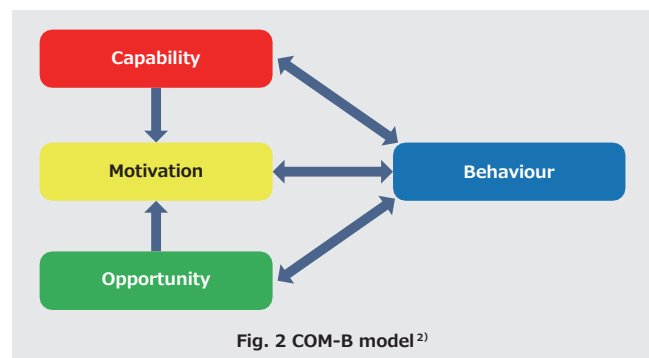 Capability
Motivation
Behaviour
Opportunity
Fig. 2 COM-B model 2)